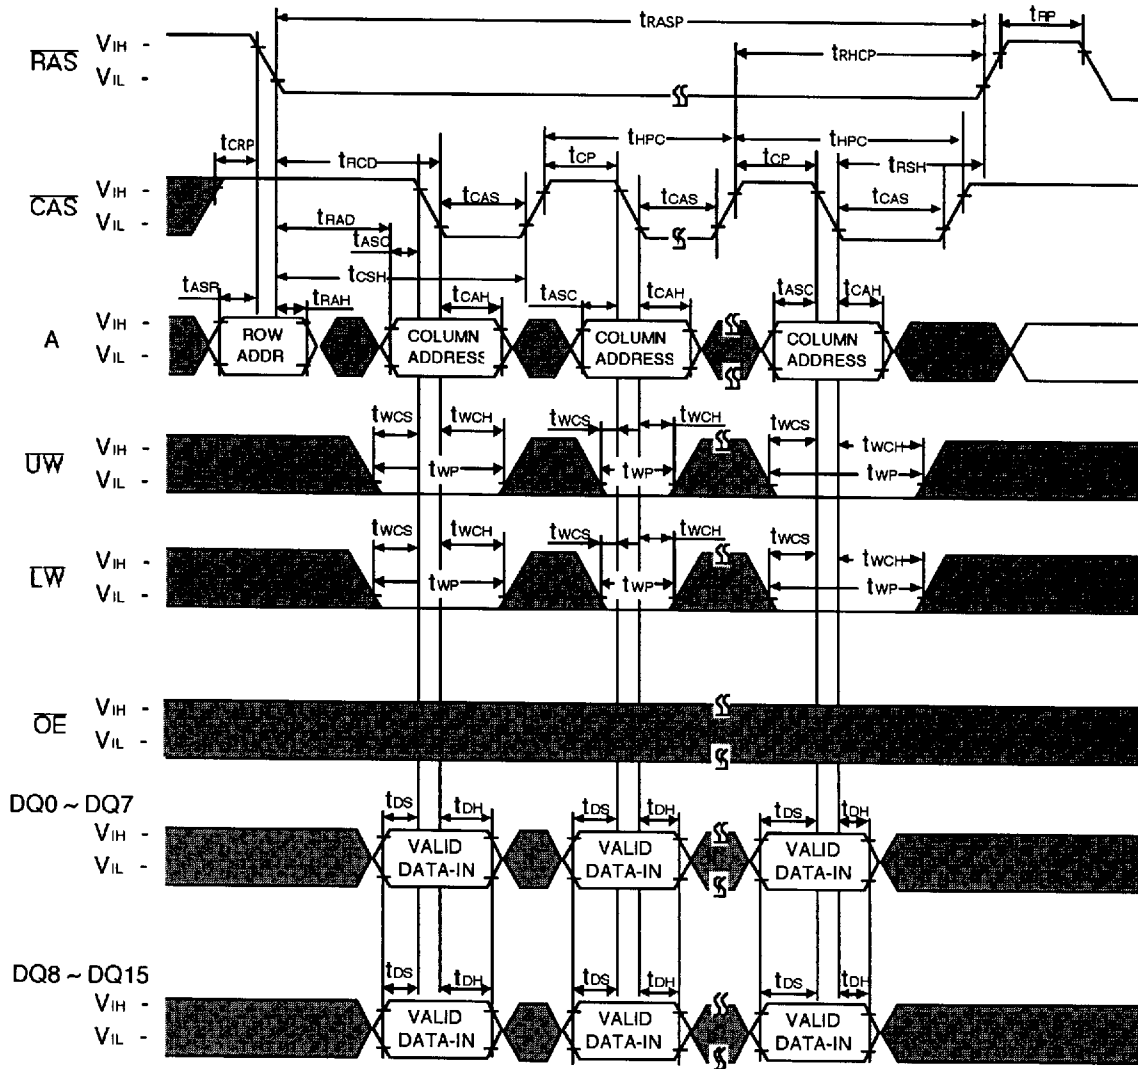 tRASP tRP
RAS VIH - tRHCP
VIL -
tCRP tHPC tHPC
tRCD tCP tCP tRSH
CAS VIH - tCAS tCAS tCAS
VIL - tRAD
tASC
tCSH
tASR tRAH tCAH tASC tCAH tASC tCAH
A VIH - ROW ADDR COLUMN ADDRESS COLUMN ADDRESS COLUMN ADDRESS
VIL -
tWCS tWCH tWCS tWCH tWCS
UW VIH - tWCH
VIL - tWP tWP tWP
tWCS tWCH tWCS tWCH tWCS
LW VIH - tWCH
VIL - tWP tWP tWP
OE VIH -
VIL -
DQ0 ~ DQ7 tDS tDH tDS tDH tDS tDH
VIH - VALID VALID VALID
VIL - DATA-IN DATA-IN DATA-IN
DQ8 ~ DQ15 tDS tDH tDS tDH tDS tDH
VIH - VALID VALID VALID
VIL - DATA-IN DATA-IN DATA-IN